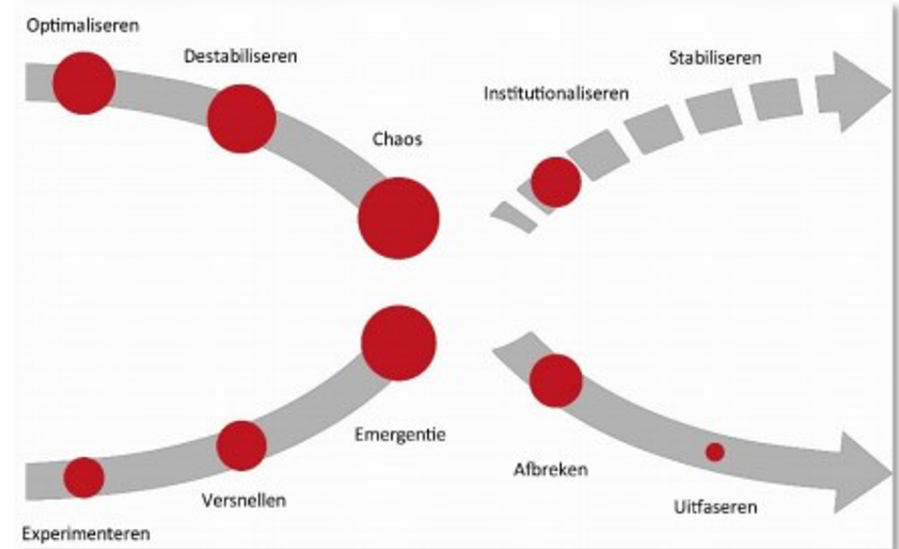 Optimaliseren
Destabiliseren
Chaos
Institutionaliseren
Stabiliseren
Experimenteren
Versnellen
Emergentie
Afbreken
Uitfaseren